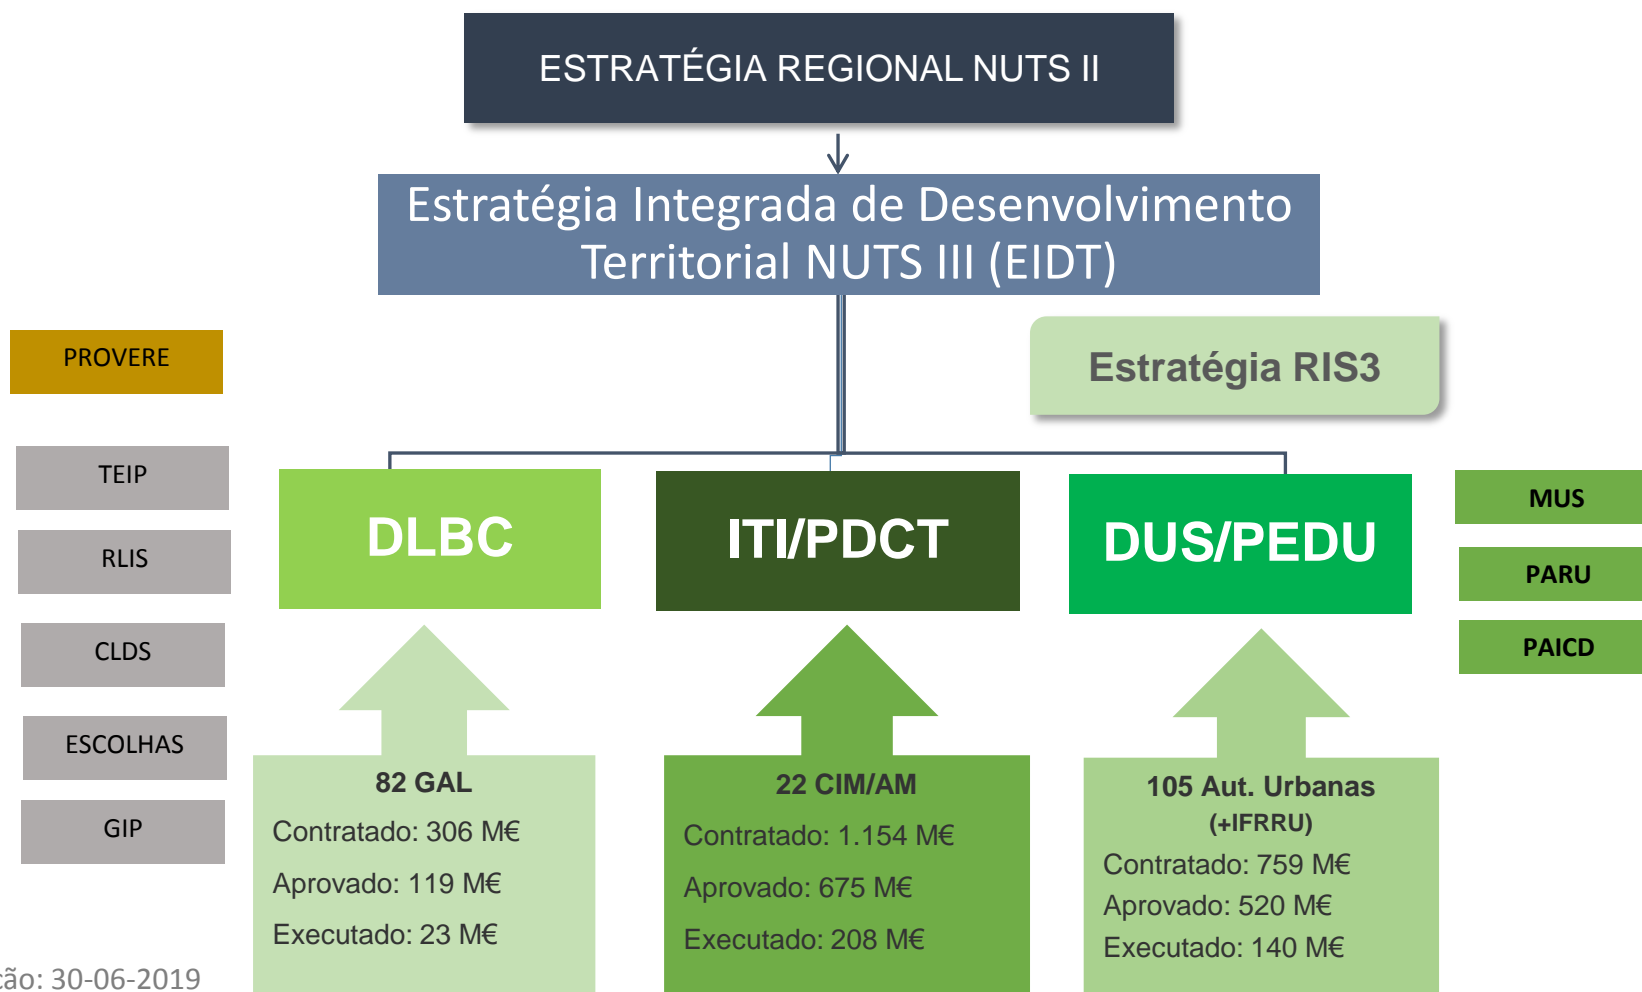 ESTRATÉGIA REGIONAL NUTS II
Estratégia Integrada de Desenvolvimento
Territorial NUTS III (EIDT)
PROVERE
Estratégia RIS3
TEIP
RLIS
CLDS
ESCOLHAS
GIP
DLBC
ITI/PDCT
DUS/PEDU
MUS
PARU
PAICD
82 GAL
Contratado: 306 M€
Aprovado: 119 M€
Executado: 23 M€
22 CIM/AM
Contratado: 1.154 M€
Aprovado: 675 M€
Executado: 208 M€
105 Aut. Urbanas
(+IFRRU)
Contratado: 759 M€
Aprovado: 520 M€
Executado: 140 M€
ção: 30-06-2019